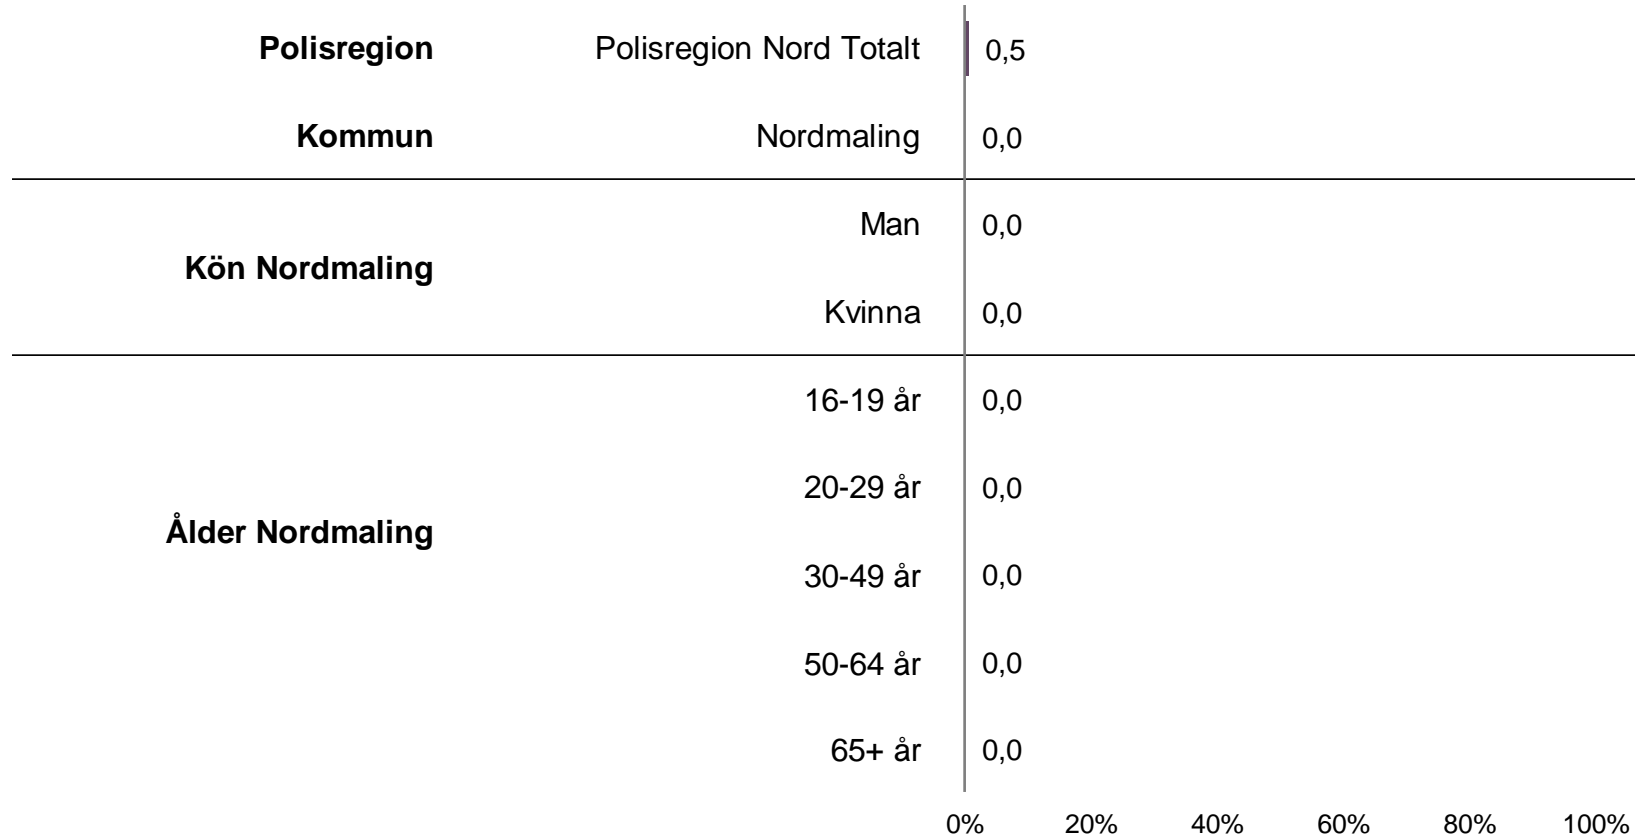 Polisregion Polisregion Nord Totalt 0,5
Kommun Nordmaling 0,0
Man 0,0
Kön Nordmaling
Kvinna 0,0
16-19 år 0,0
20-29 år 0,0
Ålder Nordmaling
30-49 år 0,0
50-64 år 0,0
65+ år 0,0
0% 20% 40% 60% 80% 100%